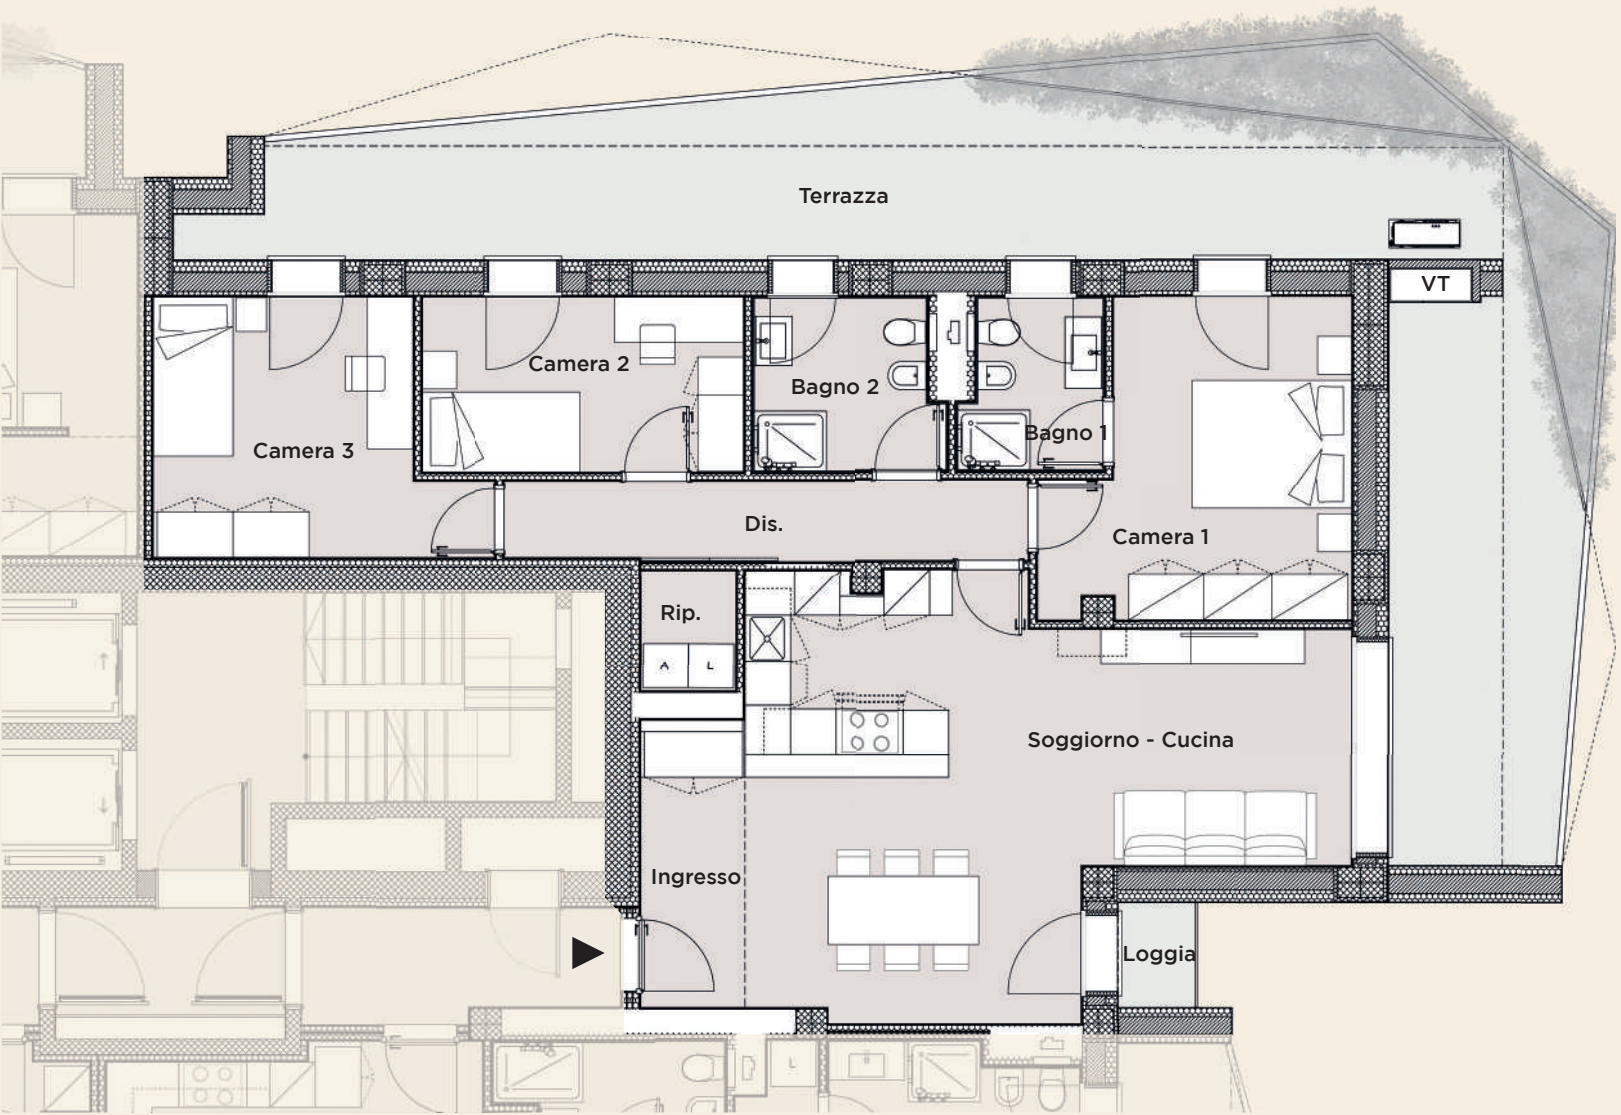 Terrazza
VT
Camera 2
Bagno 2
Bagno 1
Camera 3
Dis.
Camera 1
Rip.
A L
Soggiorno - Cucina
Ingresso
Loggia
L